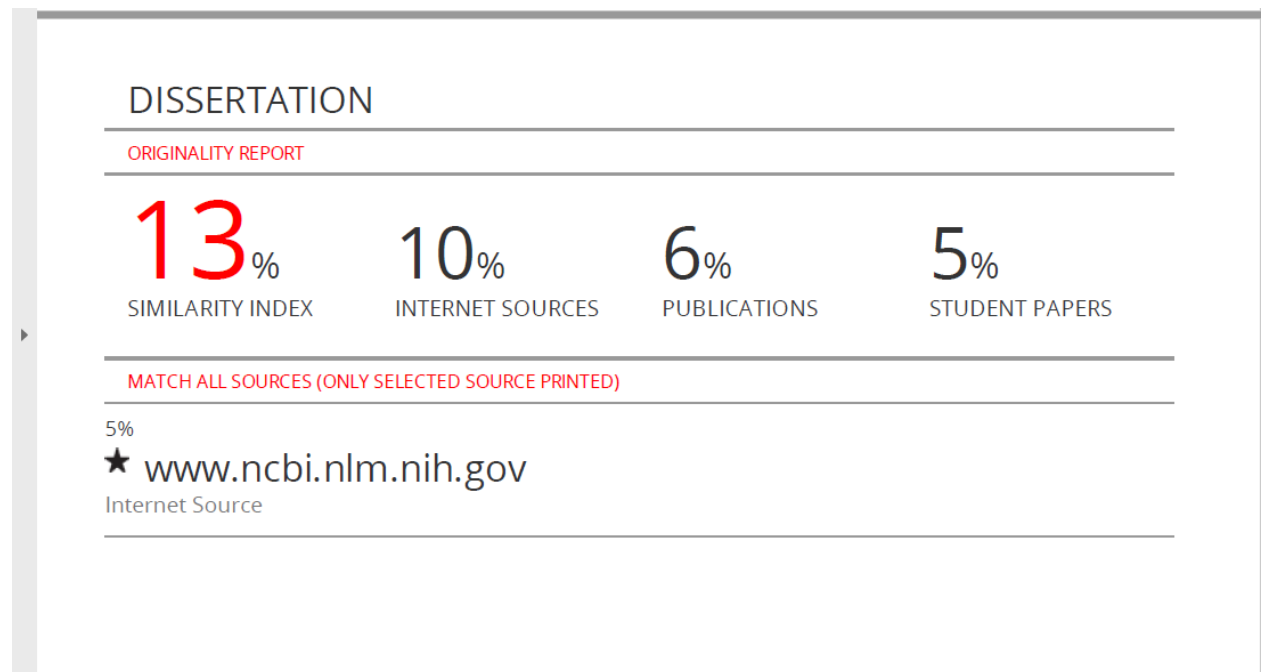 DISSERTATION
ORIGINALITY REPORT
13% 10% 6% 5%
SIMILARITY INDEX INTERNET SOURCES PUBLICATIONS STUDENT PAPERS
MATCH ALL SOURCES (ONLY SELECTED SOURCE PRINTED)
5%
★ www.ncbi.nlm.nih.gov
Internet Source